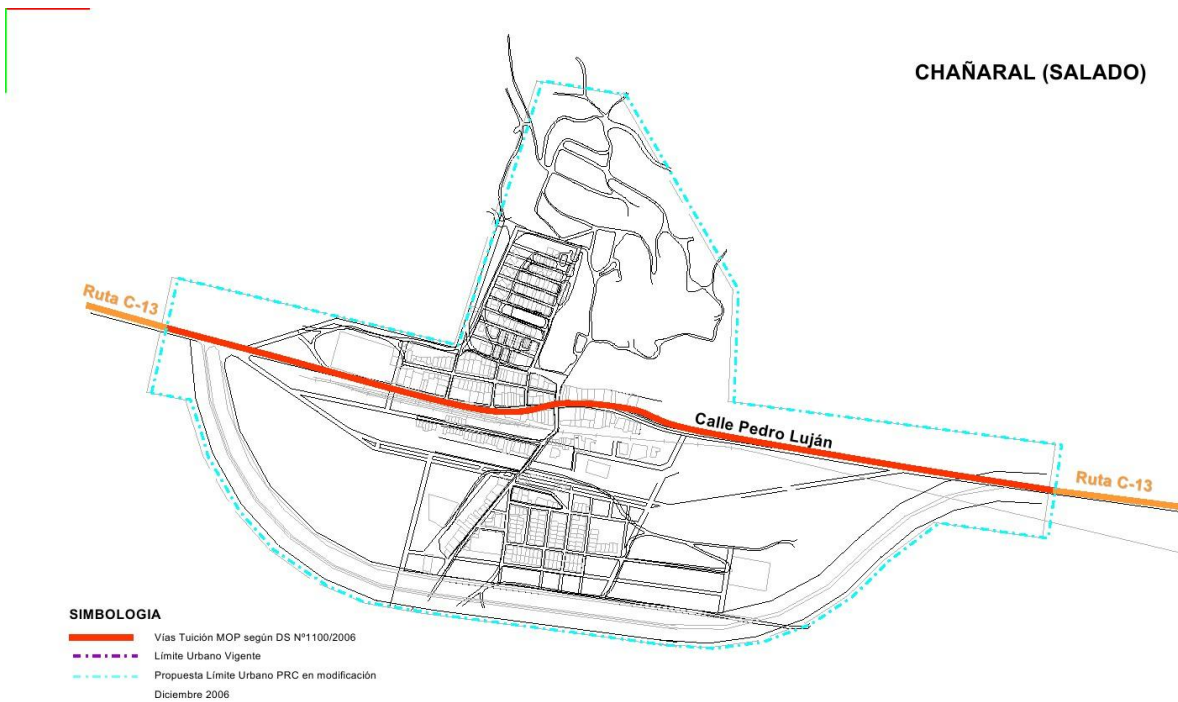 CHAÑARAL (SALADO)
Ruta C-13
Calle Pedro Luján
Ruta C-13
SIMBOLOGIA
Vías Tuición MOP según DS Nº1100/2006
Límite Urbano Vigente
Propuesta Límite Urbano PRC en modificación
Diciembre 2006